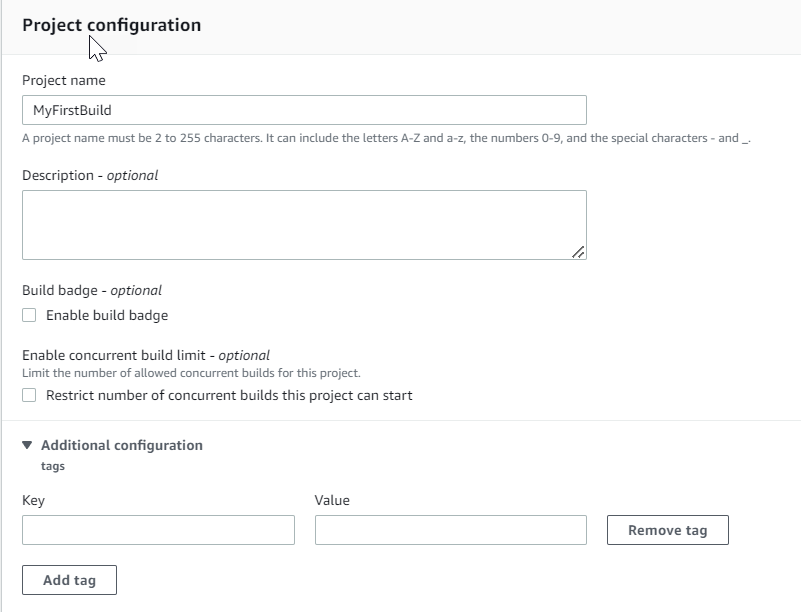 Project configuration
Project name
MyFirstBuild
A project name must be 2 to 255 characters. It can include the letters A-Z and a-z, the numbers 0-9, and the special characters - and _.
Description - optional
Build badge - optional
Enable build badge
Enable concurrent build limit - optional
Limit the number of allowed concurrent builds for this project.
Restrict number of concurrent builds this project can start
Additional configuration
tags
Key Value
Remove tag
Add tag